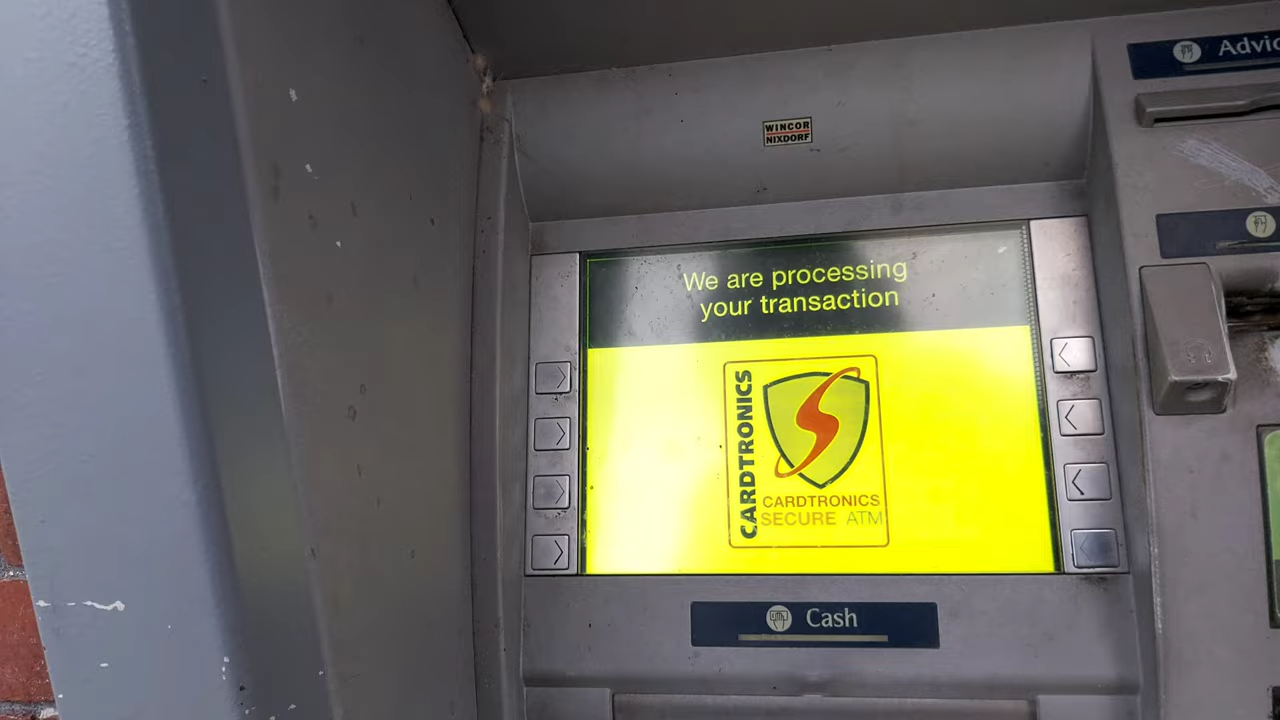 Advic
WINCOR
NIXDORF
We are processing
your transaction
CARDTRONICS
CARDTRONICS
SECURE ATM
Cash